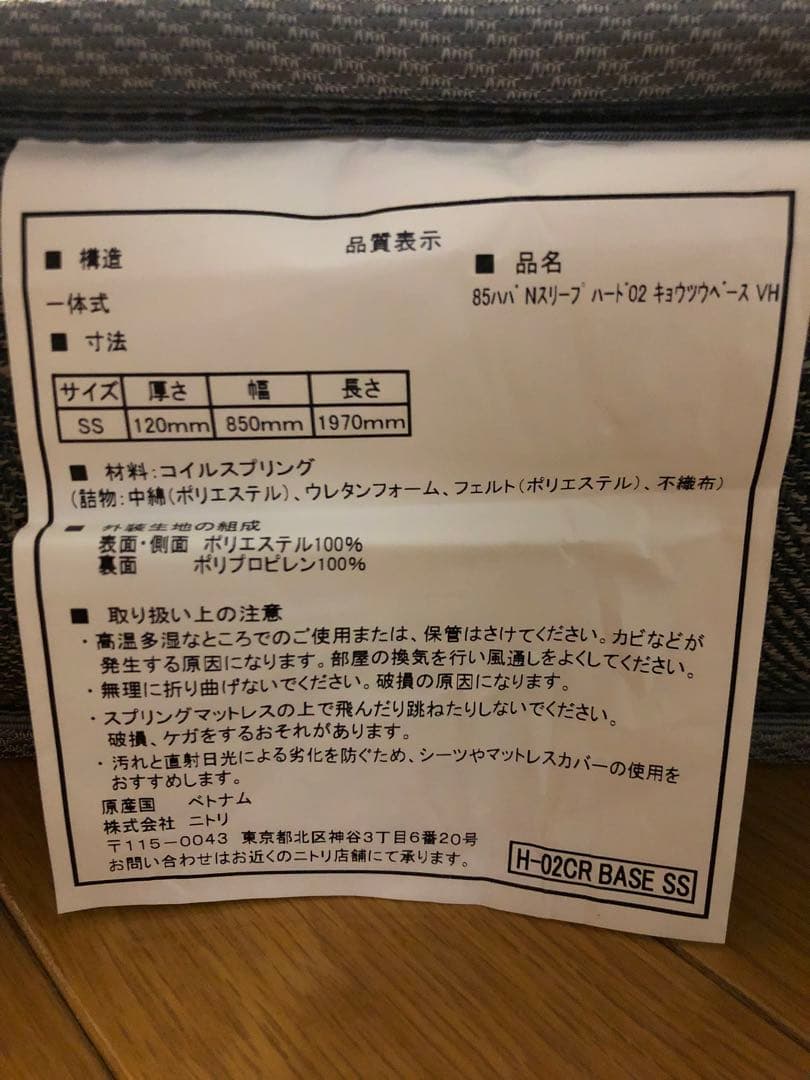 品質表示
■ 構造
一体式
■ 品名
85ハバ Nスリープ ハード02 キョウツウベース VH
■ 寸法
サイズ 厚さ 幅 長さ
SS 120mm 850mm 1970mm
■ 材料:コイルスプリング
(詰物:中綿(ポリエステル)、ウレタンフォーム、フェルト(ポリエステル)、不織布)
■ 外装生地の組成
表面・側面 ポリエステル100%
裏面 ポリプロピレン100%
■ 取り扱い上の注意
・高温多湿なところでのご使用または、保管はさけてください。カビなどが
発生する原因になります。部屋の換気を行い風通しをよくしてください。
・無理に折り曲げないでください。破損の原因になります。
・スプリングマットレスの上で飛んだり跳ねたりしないでください。
破損、ケガをするおそれがあります。
・汚れと直射日光による劣化を防ぐため、シーツやマットレスカバーの使用を
おすすめします。
原産国 ベトナム
株式会社 ニトリ
〒115-0043 東京都北区神谷3丁目6番20号
お問い合わせはお近くのニトリ店舗にて承ります。
H-02CR BASE SS